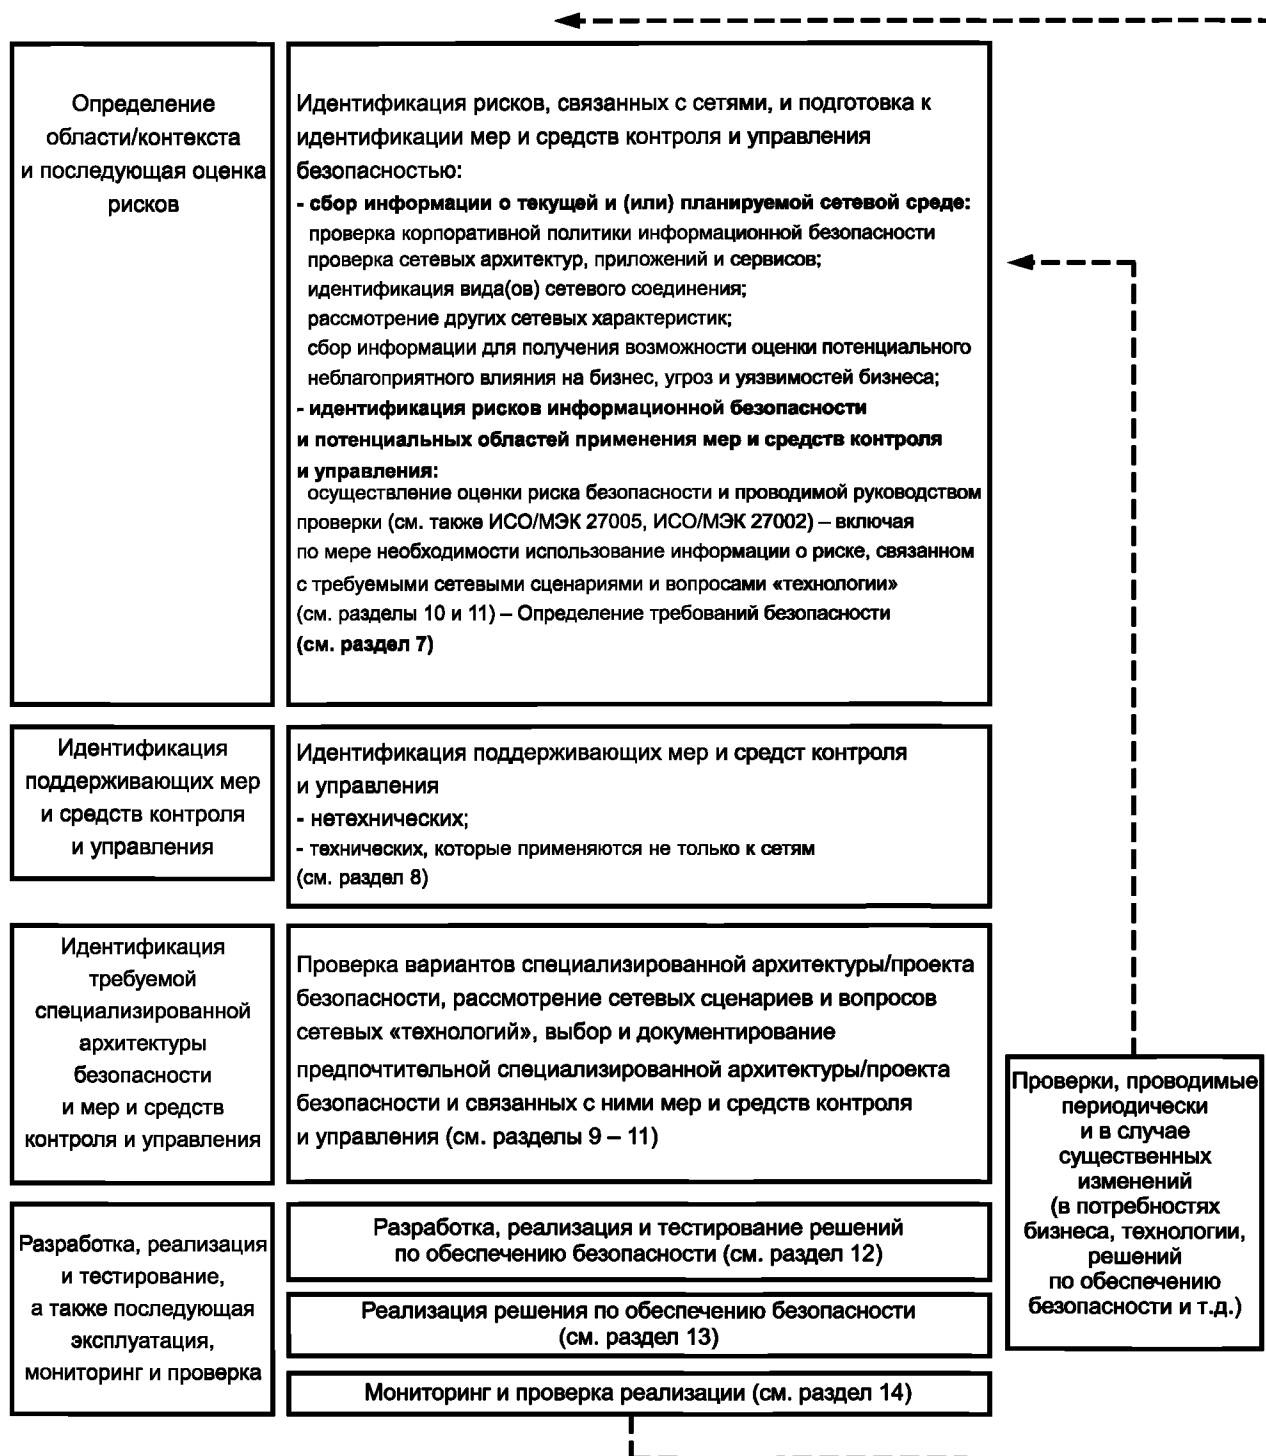 Определение
области/контекста
и последующая оценка
рисков
Идентификация рисков, связанных с сетями, и подготовка к
идентификации мер и средств контроля и управления
безопасностью:
- сбор информации о текущей и (или) планируемой сетевой среде:
проверка корпоративной политики информационной безопасности
проверка сетевых архитектур, приложений и сервисов;
идентификация вида(ов) сетевого соединения;
рассмотрение других сетевых характеристик;
сбор информации для получения возможности оценки потенциального
неблагоприятного влияния на бизнес, угроз и уязвимостей бизнеса;
- идентификация рисков информационной безопасности
и потенциальных областей применения мер и средств контроля
и управления:
осуществление оценки риска безопасности и проводимой руководством
проверки (см. также ИСО/МЭК 27005, ИСО/МЭК 27002) – включая
по мере необходимости использование информации о риске, связанном
с требуемыми сетевыми сценариями и вопросами «технологии»
(см. разделы 10 и 11) – Определение требований безопасности
(см. раздел 7)
Идентификация
поддерживающих мер
и средств контроля
и управления
Идентификация поддерживающих мер и средст контроля
и управления
- нетехнических;
- технических, которые применяются не только к сетям
(см. раздел 8)
Идентификация
требуемой
специализированной
архитектуры
безопасности
и мер и средств
контроля и управления
Проверка вариантов специализированной архитектуры/проекта
безопасности, рассмотрение сетевых сценариев и вопросов
сетевых «технологий», выбор и документирование
предпочтительной специализированной архитектуры/проекта
безопасности и связанных с ними мер и средств контроля
и управления (см. разделы 9 – 11)
Проверки, проводимые
периодически
и в случае
существенных
изменений
(в потребностях
бизнеса, технологии,
решений
по обеспечению
безопасности и т.д.)
Разработка, реализация
и тестирование,
а также последующая
эксплуатация,
мониторинг и проверка
Разработка, реализация и тестирование решений
по обеспечению безопасности (см. раздел 12)
Реализация решения по обеспечению безопасности
(см. раздел 13)
Мониторинг и проверка реализации (см. раздел 14)